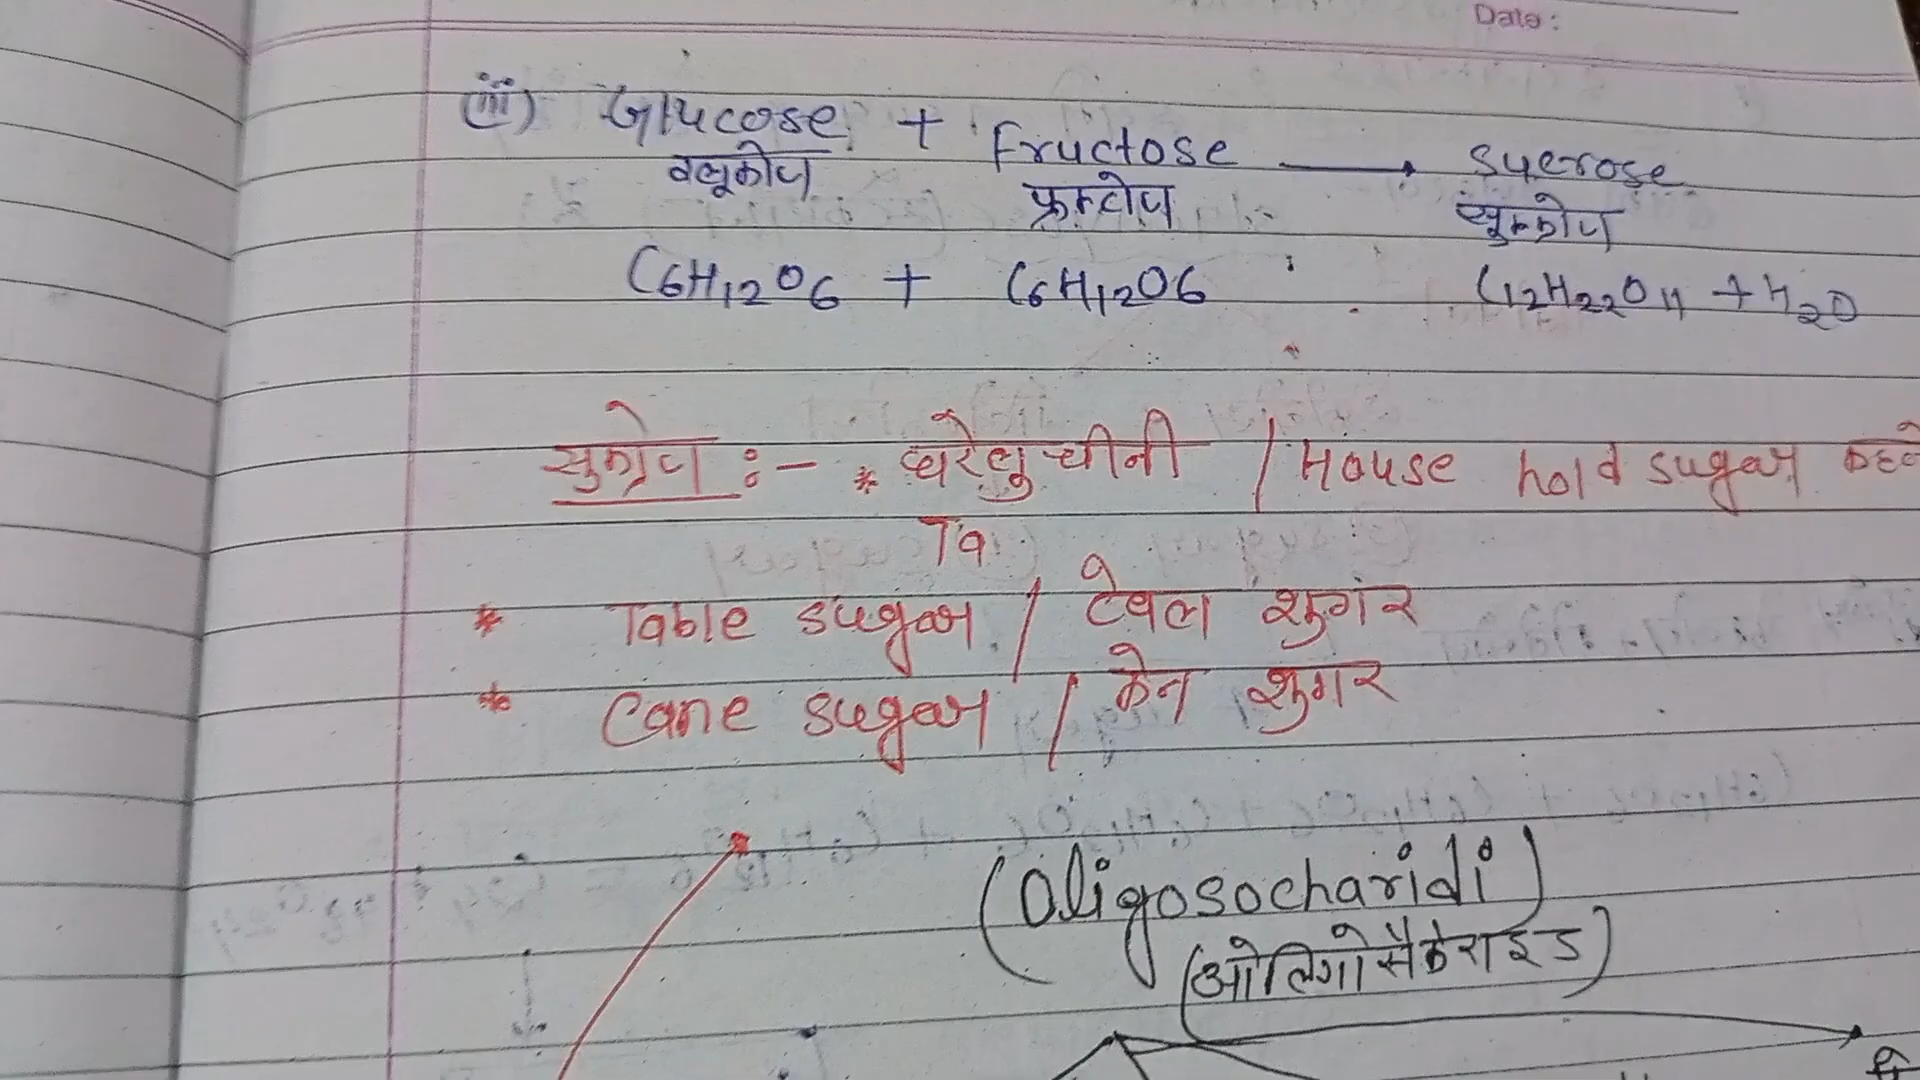 Date:
(iii) Glucose + fructose → sucrose
ग्लूकोज फ्रक्टोज सूक्रोज
C6H12O6 + C6H12O6 C12H22O11 + H2O
सुक्रोज :- * घरेलु चीनी / House hold sugar कहते
* Table sugar / टेबल शुगर
* Cane sugar / केन शुगर
(Oligosocharidi)
(ओलिगोसैकेराइड)